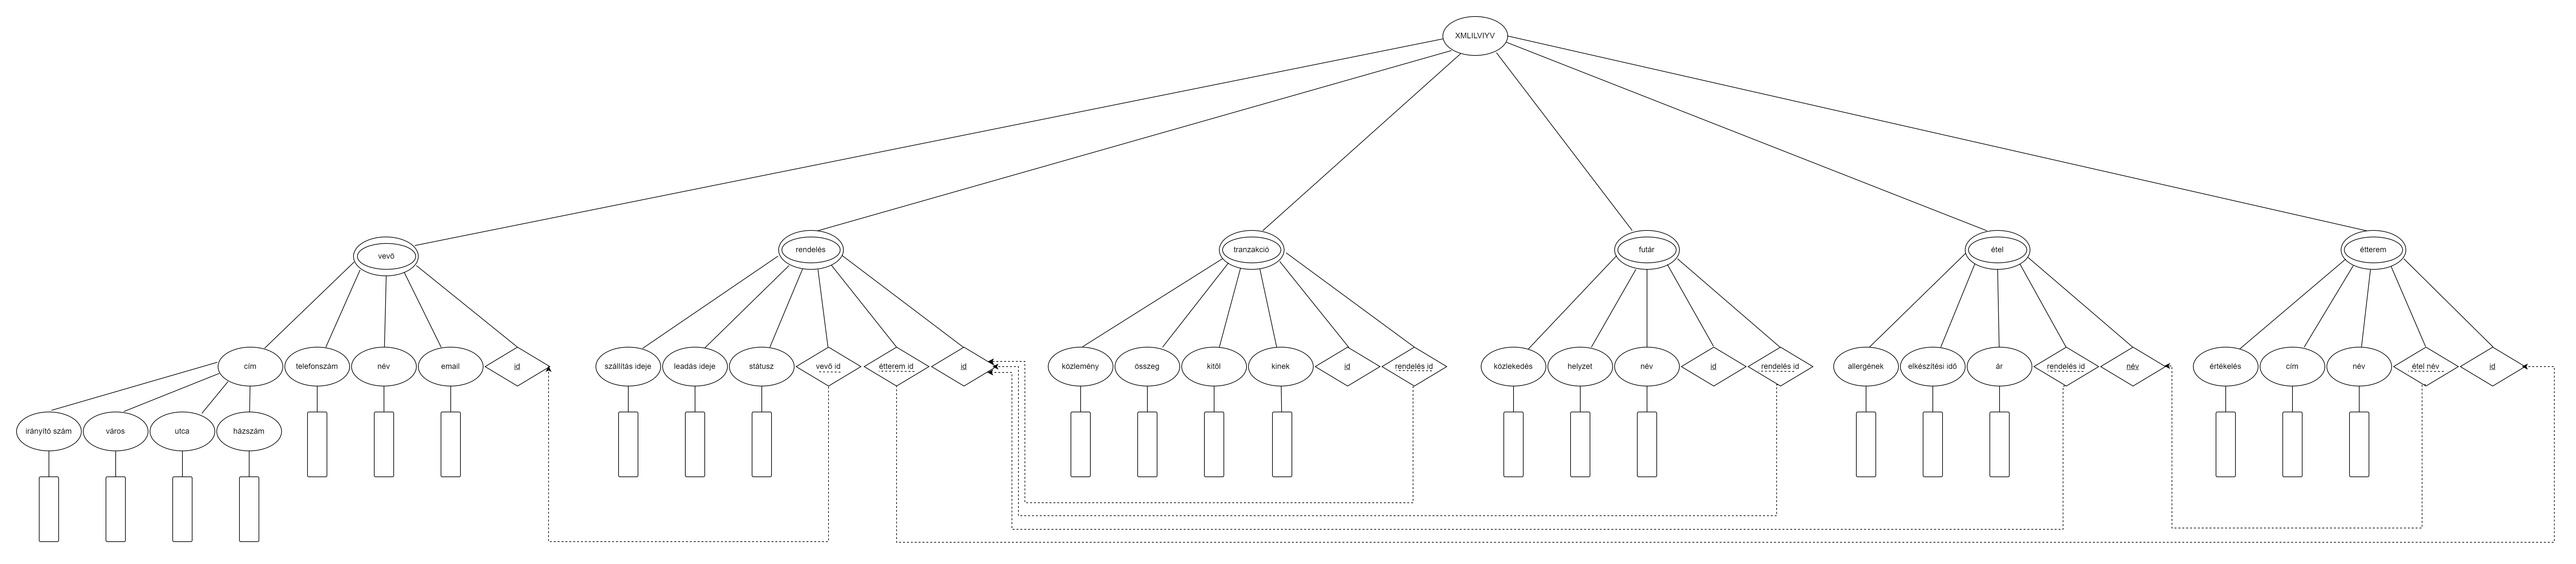 XMLILVIYV
vevő
rendelés
tranzakció
futár
étel
étterem
cím
telefonszám
név
email
id
szállítás ideje
leadás ideje
státusz
vevő id
étterem id
id
közlemény
összeg
kitől
kinek
id
rendelés id
közlekedés
helyzet
név
id
rendelés id
allergének
elkészítési idő
ár
rendelés id
név
értékelés
cím
név
étel név
id
irányító szám
város
utca
házszám